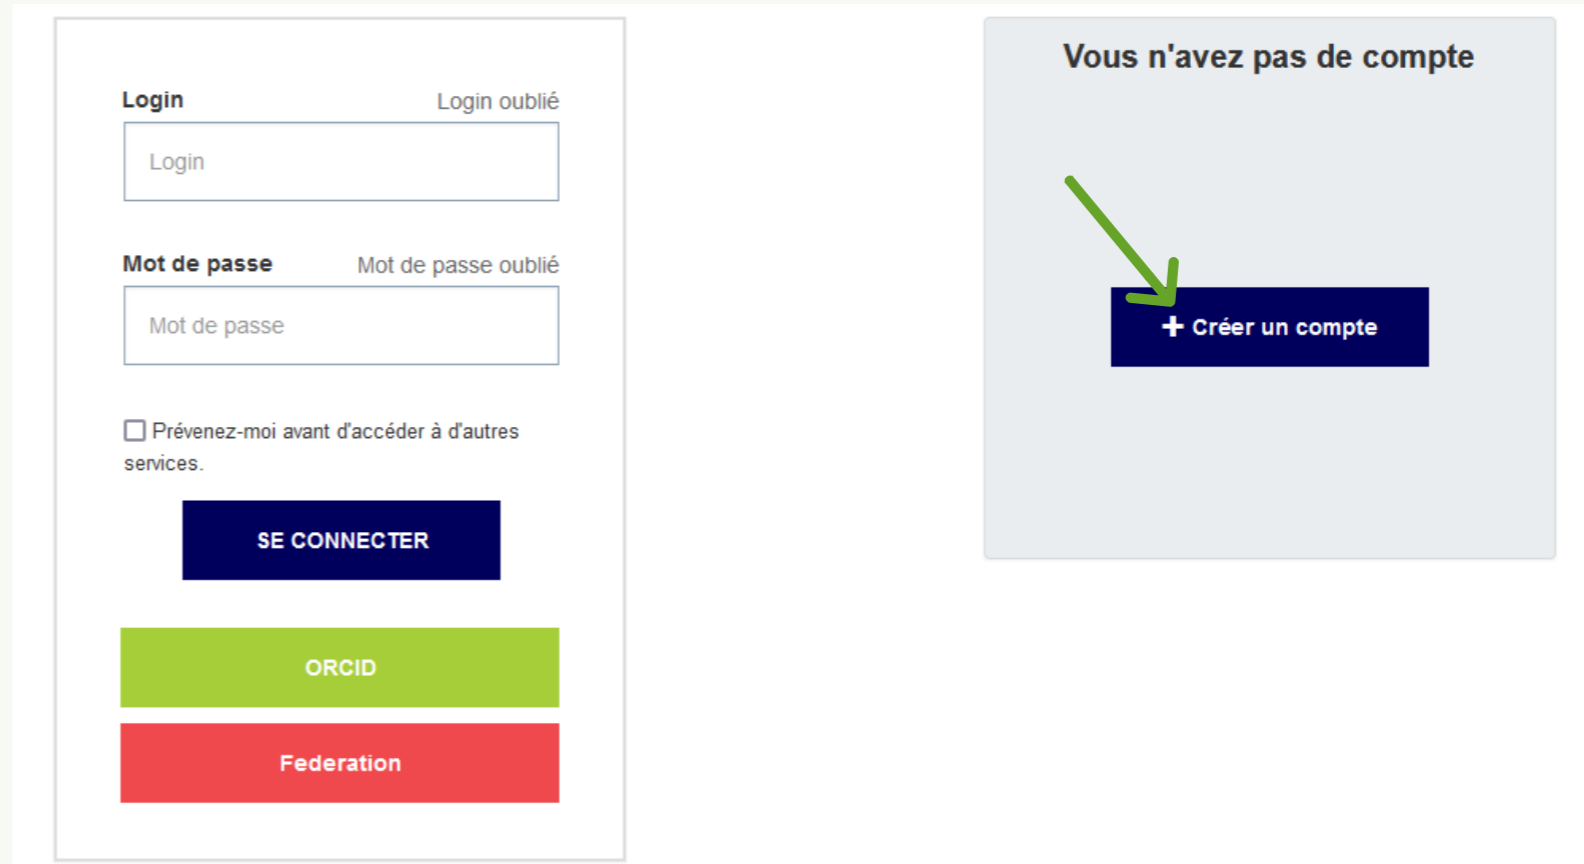 Login
Login oublié
Login
Mot de passe
Mot de passe oublié
Mot de passe
Prévenez-moi avant d'accéder à d'autres
services.
SE CONNECTER
ORCID
Federation
Vous n'avez pas de compte
+ Créer un compte